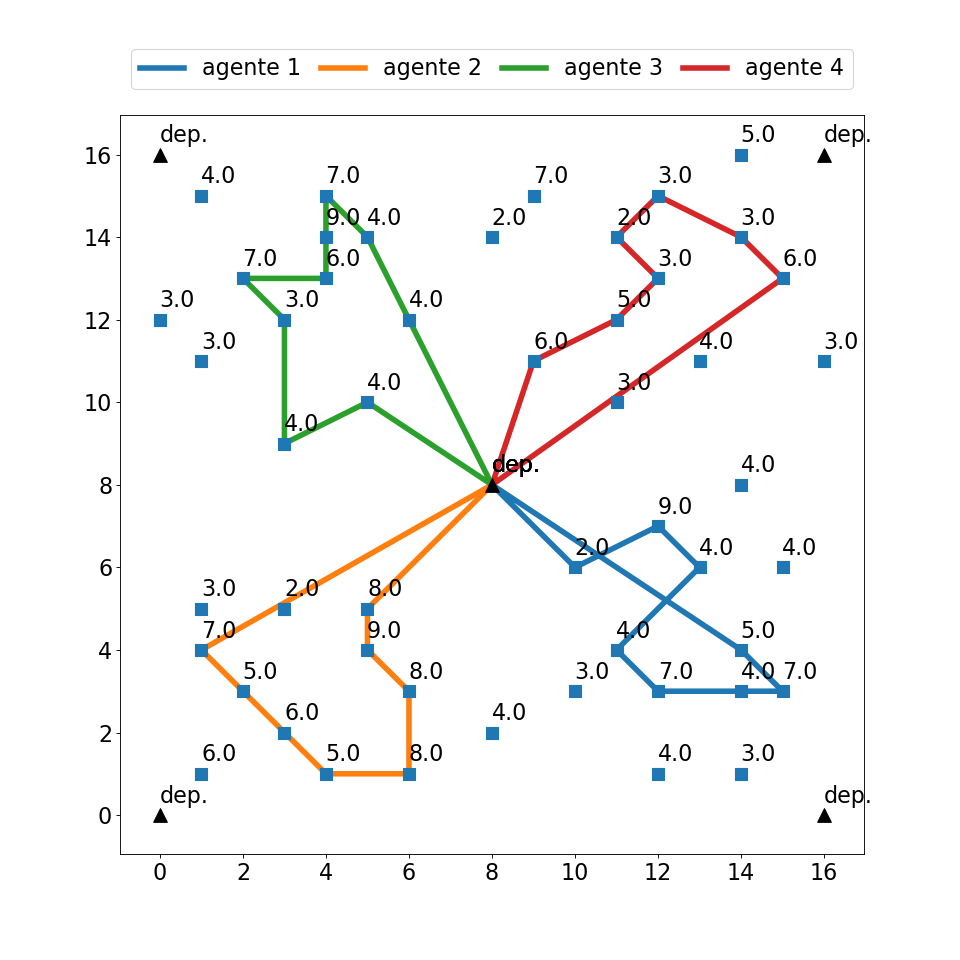 agente 1 agente 2 agente 3 agente 4
dep. 5.0 dep.
16
4.0 7.0 7.0 3.0
9.0 4.0 2.0 2.0 3.0
14
7.0 6.0 3.0 6.0
3.0 3.0 4.0 5.0
12
3.0 4.0 3.0
4.0 3.0
10
4.0
dep. dep. 4.0
8
9.0
2.0 4.0 4.0
6
3.0 2.0 8.0
7.0 9.0 4.0 5.0
4
5.0 8.0 3.0 7.0 4.0 7.0
6.0 4.0
2
6.0 5.0 8.0 4.0 3.0
dep. dep.
0
0 2 4 6 8 10 12 14 16